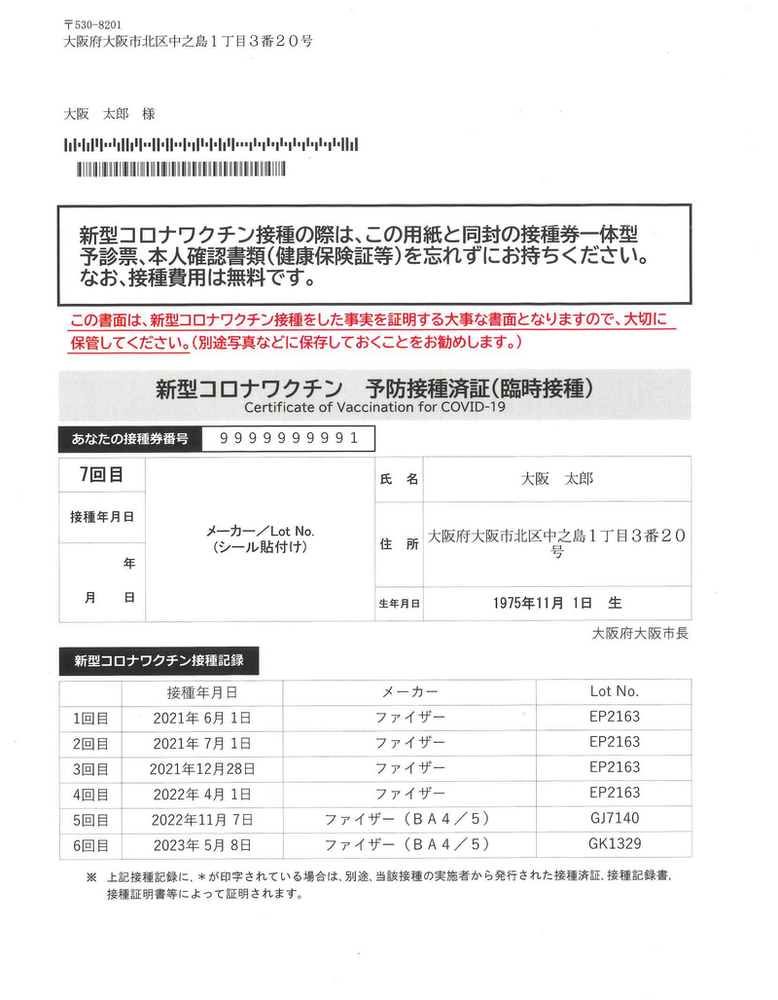 〒530-8201
大阪府大阪市北区中之島１丁目３番２０号
大阪　太郎　様
新型コロナワクチン接種の際は、この用紙と同封の接種券一体型
予診票、本人確認書類（健康保険証等）を忘れずにお持ちください。
なお、接種費用は無料です。
この書面は、新型コロナワクチン接種をした事実を証明する大事な書面となりますので、大切に
保管してください。（別途写真などに保存しておくことをお勧めします。）
新型コロナワクチン　予防接種済証（臨時接種）
Certificate of Vaccination for COVID-19
あなたの接種券番号　9999999991
7回目
接種年月日
年
月　日
メーカー／Lot No.
（シール貼付け）
氏　名　大阪　太郎
住　所　大阪府大阪市北区中之島１丁目３番２０
号
生年月日　1975年11月 1日　生
大阪府大阪市長
新型コロナワクチン接種記録
接種年月日　メーカー　Lot No.
1回目　2021年 6月 1日　ファイザー　EP2163
2回目　2021年 7月 1日　ファイザー　EP2163
3回目　2021年12月28日　ファイザー　EP2163
4回目　2022年 4月 1日　ファイザー　EP2163
5回目　2022年11月 7日　ファイザー（ＢＡ４／５）　GJ7140
6回目　2023年 5月 8日　ファイザー（ＢＡ４／５）　GK1329
※　上記接種記録に、＊が印字されている場合は、別途、当該接種の実施者から発行された接種済証、接種記録書、
接種証明書等によって証明されます。